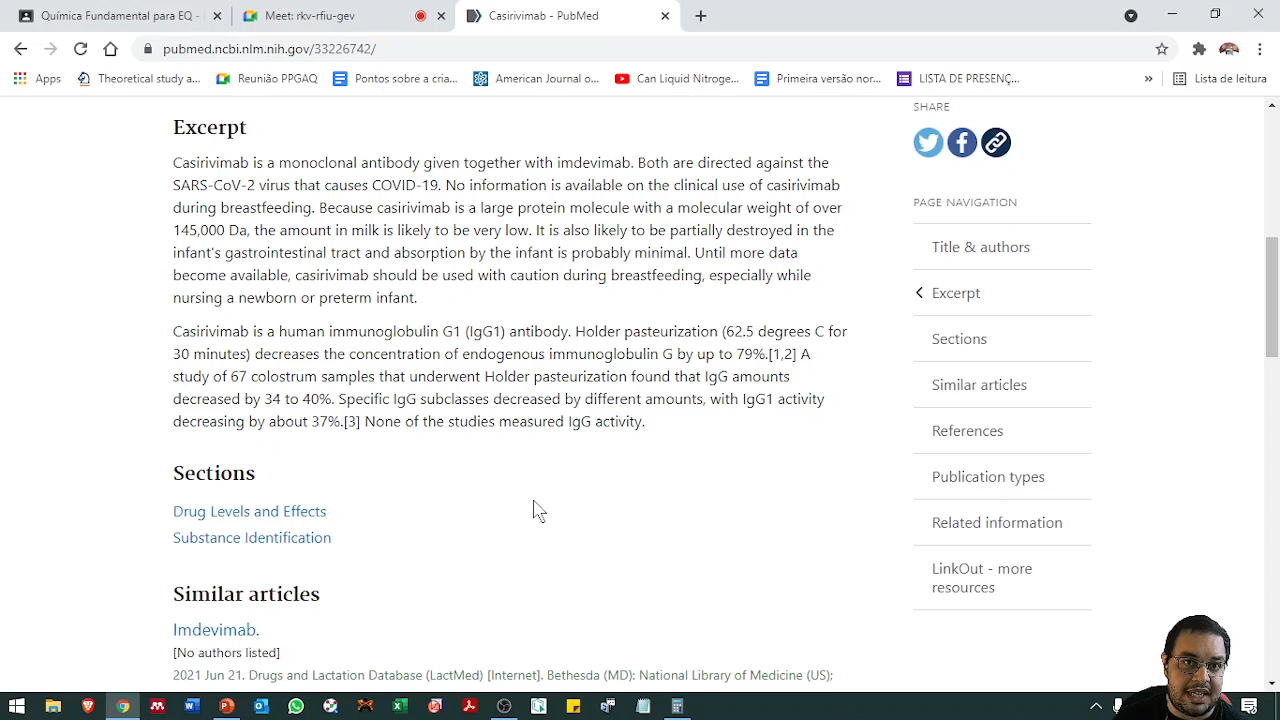 Química Fundamental para EQ -
Meet: rkv-rfiu-gev
Casirivimab - PubMed
pubmed.ncbi.nlm.nih.gov/33226742/
Apps
Theoretical study a...
Reunião PPGAQ
Pontos sobre a cria...
American Journal o...
Can Liquid Nitroge...
Primeira versão nor...
LISTA DE PRESENÇ...
»
Lista de leitura
Excerpt
Casirivimab is a monoclonal antibody given together with imdevimab. Both are directed against the
SARS-CoV-2 virus that causes COVID-19. No information is available on the clinical use of casirivimab
during breastfeeding. Because casirivimab is a large protein molecule with a molecular weight of over
145,000 Da, the amount in milk is likely to be very low. It is also likely to be partially destroyed in the
infant's gastrointestinal tract and absorption by the infant is probably minimal. Until more data
become available, casirivimab should be used with caution during breastfeeding, especially while
nursing a newborn or preterm infant.
Casirivimab is a human immunoglobulin G1 (IgG1) antibody. Holder pasteurization (62.5 degrees C for
30 minutes) decreases the concentration of endogenous immunoglobulin G by up to 79%.[1,2] A
study of 67 colostrum samples that underwent Holder pasteurization found that IgG amounts
decreased by 34 to 40%. Specific IgG subclasses decreased by different amounts, with IgG1 activity
decreasing by about 37%.[3] None of the studies measured IgG activity.
Sections
Drug Levels and Effects
Substance Identification
Similar articles
Imdevimab.
[No authors listed]
2021 Jun 21. Drugs and Lactation Database (LactMed) [Internet]. Bethesda (MD): National Library of Medicine (US);
SHARE
PAGE NAVIGATION
Title & authors
Excerpt
Sections
Similar articles
References
Publication types
Related information
LinkOut - more
resources